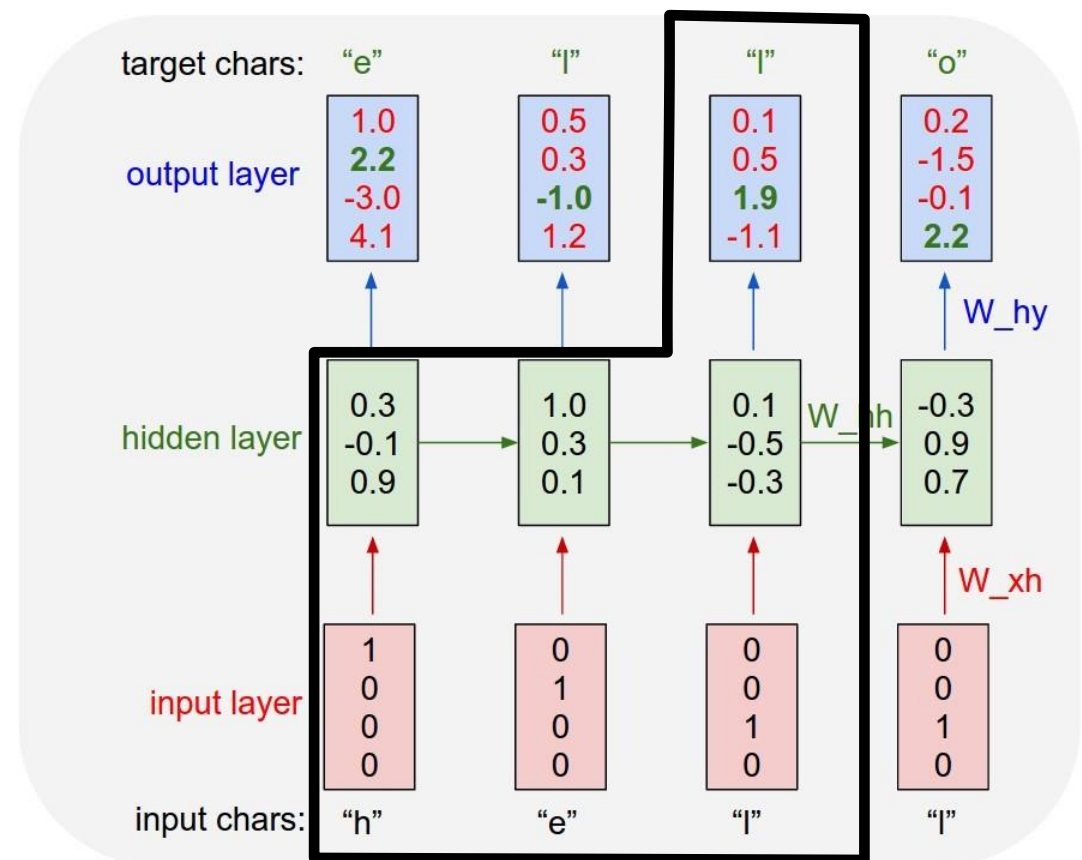 target chars: “e” “l” “l” “o”
output layer
1.0 0.5 0.1 0.2
2.2 0.3 0.5 -1.5
-3.0 -1.0 1.9 -0.1
4.1 1.2 -1.1 2.2
W_hy
hidden layer
0.3 1.0 0.1 -0.3
-0.1 0.3 -0.5 W_hh 0.9
0.9 0.1 -0.3 0.7
W_xh
input layer
1 0 0 0
0 1 0 0
0 0 1 1
0 0 0 0
input chars: “h” “e” “l” “l”